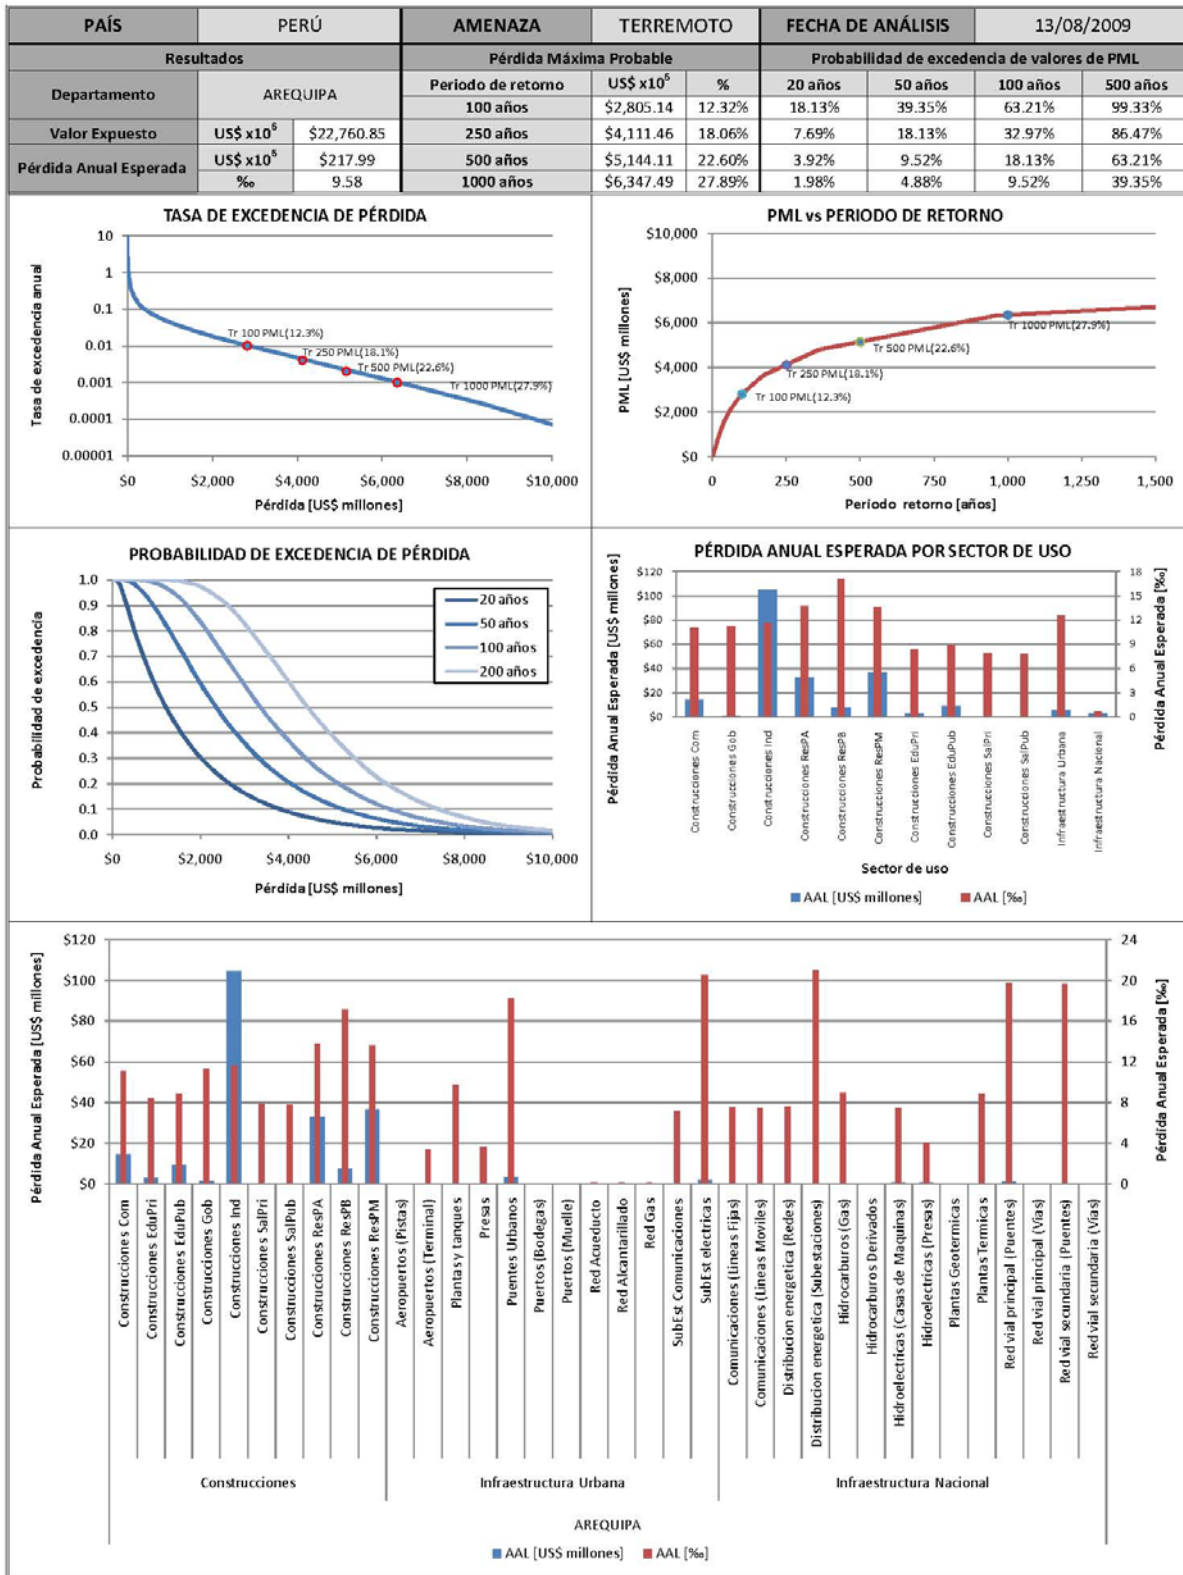 PAÍS PERÚ AMENAZA TERREMOTO FECHA DE ANÁLISIS 13/08/2009
Resultados Pérdida Máxima Probable Probabilidad de excedencia de valores de PML
Departamento AREQUIPA Periodo de retorno US$ x10⁶ % 20 años 50 años 100 años 500 años
100 años $2,805.14 12.32% 18.13% 39.35% 63.21% 99.33%
Valor Expuesto US$ x10⁶ $22,760.85 250 años $4,111.46 18.06% 7.69% 18.13% 32.97% 86.47%
Pérdida Anual Esperada US$ x10⁶ $217.99 500 años $5,144.11 22.60% 3.92% 9.52% 18.13% 63.21%
‰ 9.58 1000 años $6,347.49 27.89% 1.98% 4.88% 9.52% 39.35%
TASA DE EXCEDENCIA DE PÉRDIDA
Tasa de excedencia anual
10
1
0.1
0.01
0.001
0.0001
0.00001
Tr 100 PML(12.3%)
Tr 250 PML(18.1%)
Tr 500 PML(22.6%)
Tr 1000 PML(27.9%)
$0 $2,000 $4,000 $6,000 $8,000 $10,000
Pérdida [US$ millones]
PML vs PERIODO DE RETORNO
PML [US$ millones]
$10,000
$8,000
$6,000
$4,000
$2,000
$0
Tr 1000 PML(27.9%)
Tr 500 PML(22.6%)
Tr 250 PML(18.1%)
Tr 100 PML(12.3%)
0 250 500 750 1,000 1,250 1,500
Periodo retorno [años]
PROBABILIDAD DE EXCEDENCIA DE PÉRDIDA
Probabilidad de excedencia
1.0
0.9
0.8
0.7
0.6
0.5
0.4
0.3
0.2
0.1
0.0
20 años
50 años
100 años
200 años
$0 $2,000 $4,000 $6,000 $8,000 $10,000
Pérdida [US$ millones]
PÉRDIDA ANUAL ESPERADA POR SECTOR DE USO
Pérdida Anual Esperada [US$ millones]
$120
$100
$80
$60
$40
$20
$0
18
15
12
9
6
3
0
Pérdida Anual Esperada [‰]
Construcciones Com
Construcciones Gob
Construcciones Ind
Construcciones ResPA
Construcciones ResPB
Construcciones ResPM
Construcciones EduPri
Construcciones EduPub
Construcciones SalPri
Construcciones SalPub
Infraestructura Urbana
Infraestructura Nacional
Sector de uso
AAL [US$ millones] AAL [‰]
Pérdida Anual Esperada [US$ millones]
$120
$100
$80
$60
$40
$20
$0
24
20
16
12
8
4
0
Pérdida Anual Esperada [‰]
Construcciones Com
Construcciones EduPri
Construcciones EduPub
Construcciones Gob
Construcciones Ind
Construcciones SalPri
Construcciones SalPub
Construcciones ResPA
Construcciones ResPB
Construcciones ResPM
Aeropuertos (Pistas)
Aeropuertos (Terminal)
Plantas y tanques
Presas
Puentes Urbanos
Puertos (Bodegas)
Puertos (Muelle)
Red Acueducto
Red Alcantarillado
Red Gas
SubEst Comunicaciones
SubEst electricas
Comunicaciones (Lineas Fijas)
Comunicaciones (Lineas Moviles)
Distribucion energetica (Redes)
Distribucion energetica (Subestaciones)
Hidrocarburos (Gas)
Hidrocarburos Derivados
Hidroelectricas (Casas de Maquinas)
Hidroelectricas (Presas)
Plantas Geotermicas
Plantas Termicas
Red vial principal (Puentes)
Red vial principal (Vias)
Red vial secundaria (Puentes)
Red vial secundaria (Vias)
Construcciones Infraestructura Urbana Infraestructura Nacional
AREQUIPA
AAL [US$ millones] AAL [‰]